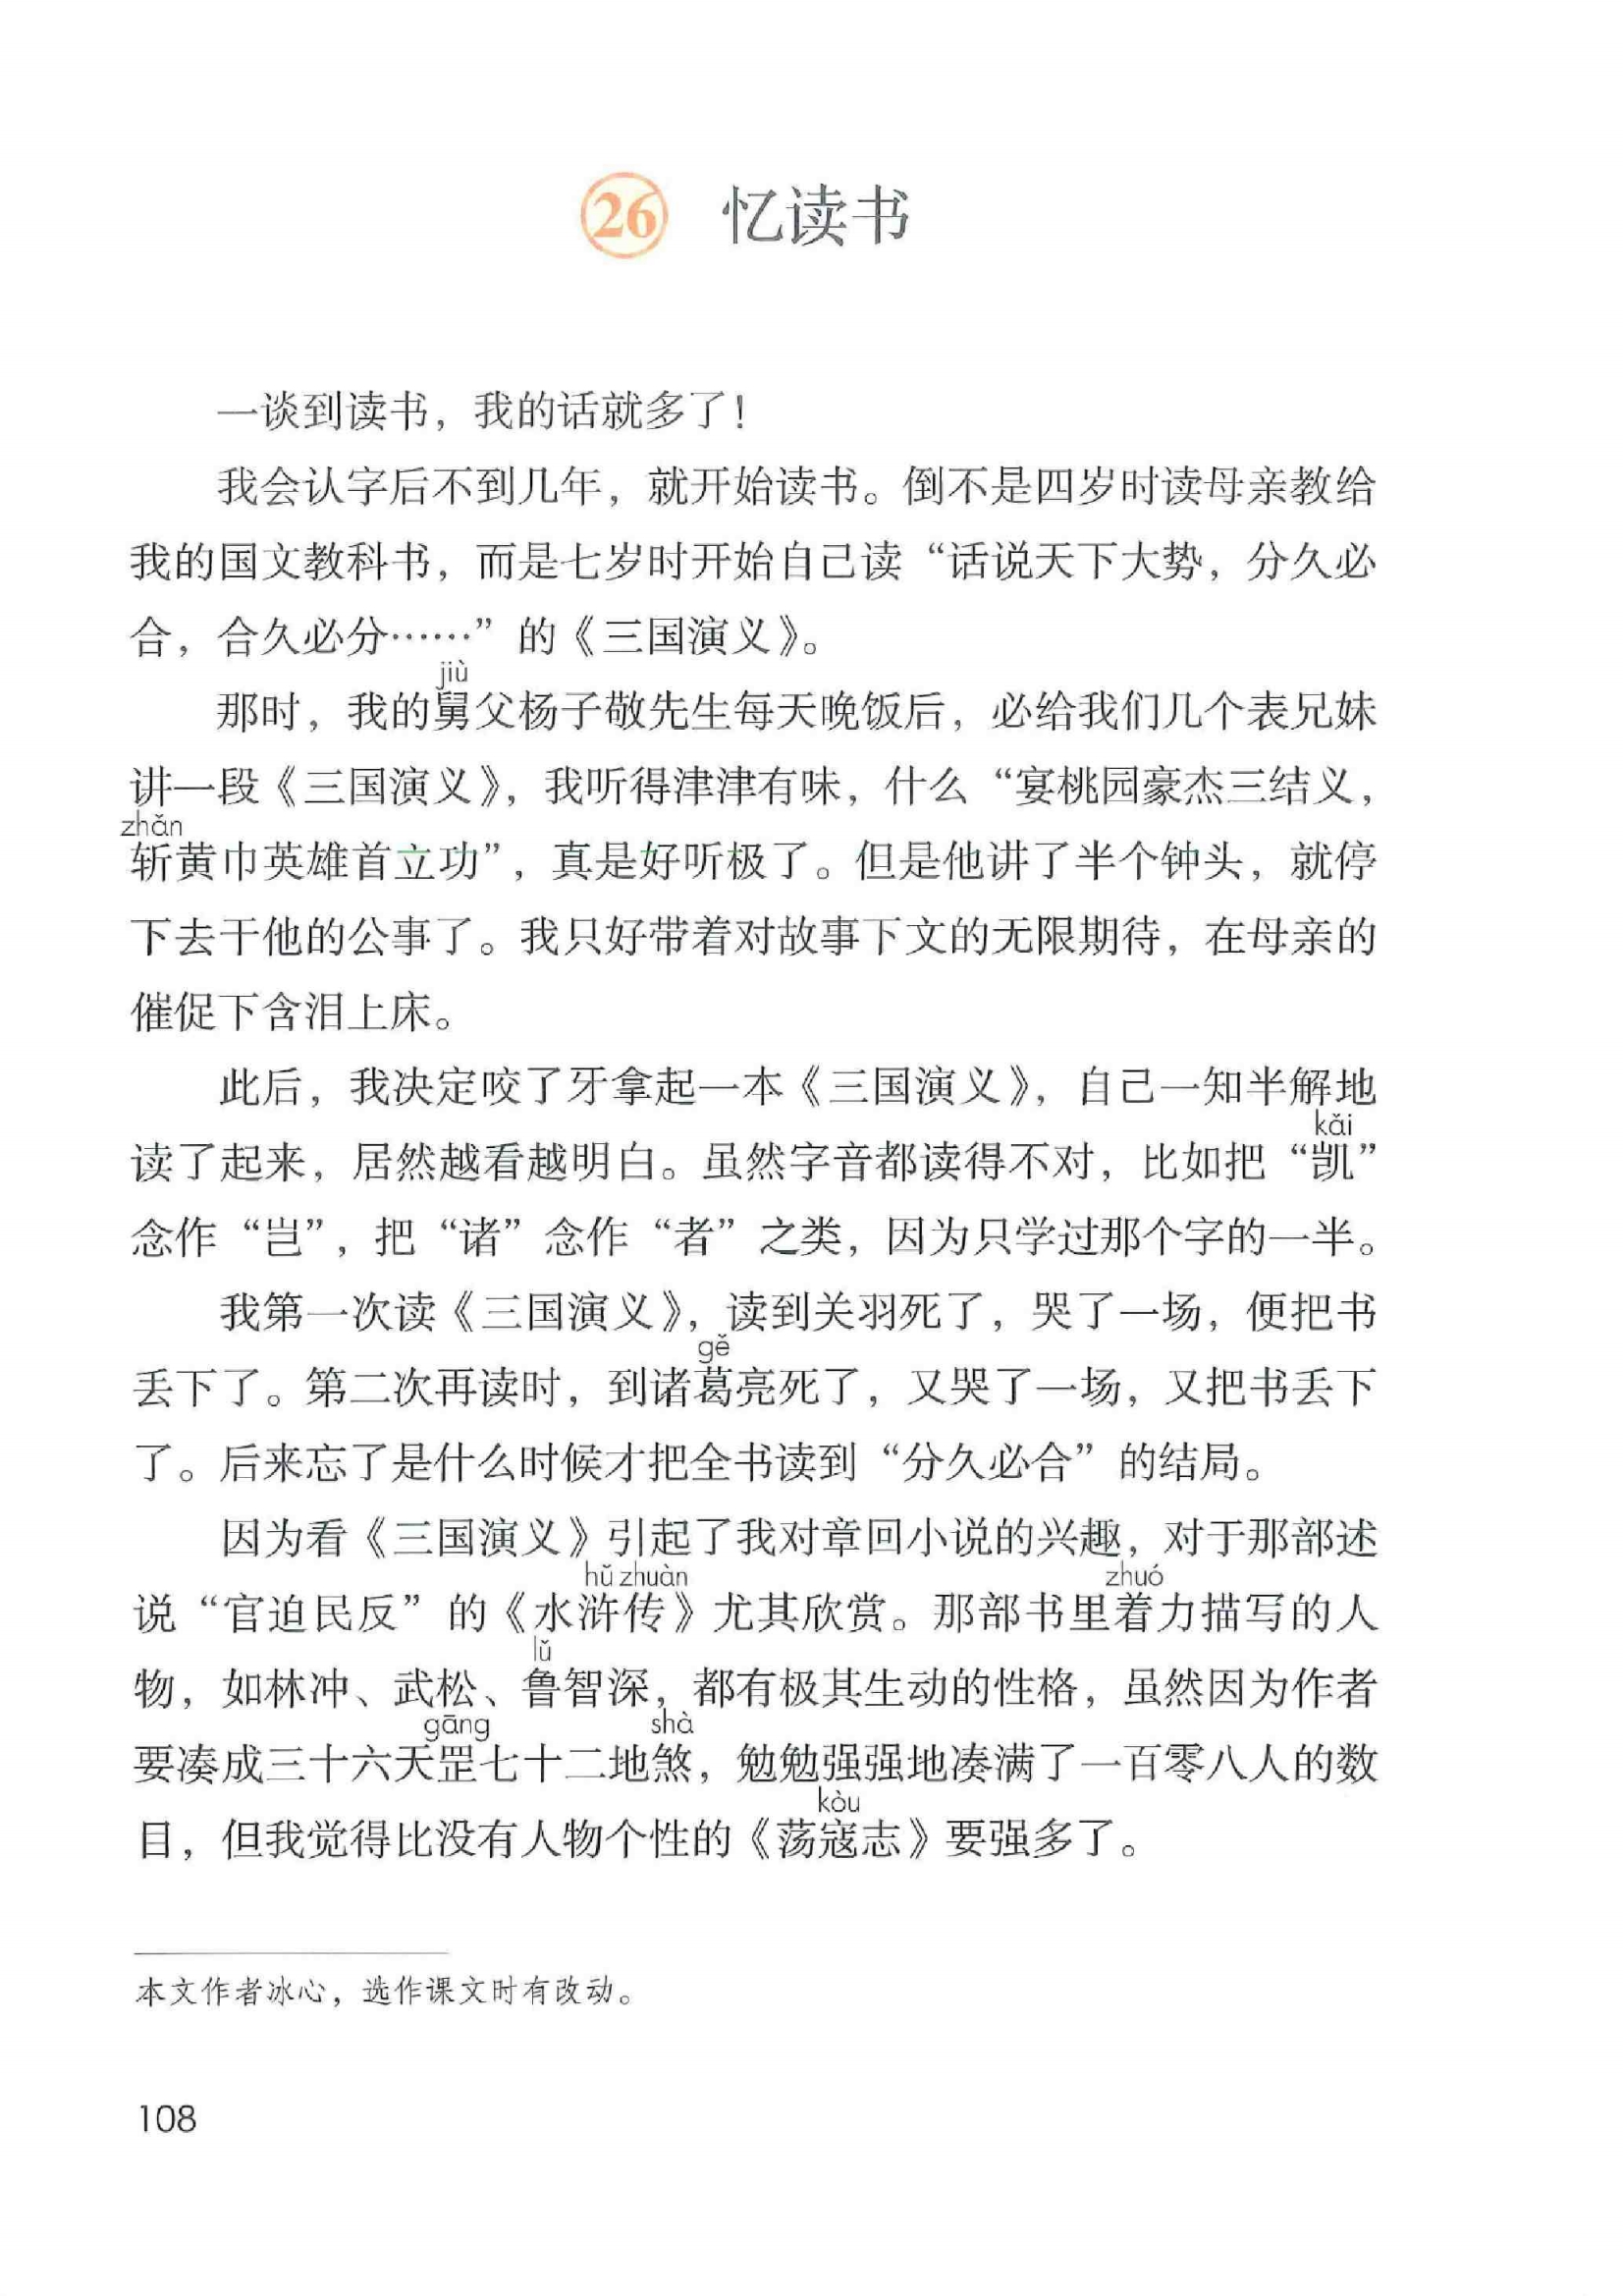 26 忆读书
一谈到读书，我的话就多了！
我会认字后不到几年，就开始读书。倒不是四岁时读母亲教给
我的国文教科书，而是七岁时开始自己读“话说天下大势，分久必
合，合久必分……”的《三国演义》。
jiù
那时，我的舅父杨子敬先生每天晚饭后，必给我们几个表兄妹
讲一段《三国演义》，我听得津津有味，什么“宴桃园豪杰三结义，
zhǎn
斩黄巾英雄首立功”，真是好听极了。但是他讲了半个钟头，就停
下去干他的公事了。我只好带着对故事下文的无限期待，在母亲的
催促下含泪上床。
此后，我决定咬了牙拿起一本《三国演义》，自己一知半解地
kǎi
读了起来，居然越看越明白。虽然字音都读得不对，比如把“凯”
念作“岂”，把“诸”念作“者”之类，因为只学过那个字的一半。
我第一次读《三国演义》，读到关羽死了，哭了一场，便把书
gě
丢下了。第二次再读时，到诸葛亮死了，又哭了一场，又把书丢下
了。后来忘了是什么时候才把全书读到“分久必合”的结局。
因为看《三国演义》引起了我对章回小说的兴趣，对于那部述
hǔ zhuàn zhuó
说“官迫民反”的《水浒传》尤其欣赏。那部书里着力描写的人
lǔ
物，如林冲、武松、鲁智深，都有极其生动的性格，虽然因为作者
gāng shà
要凑成三十六天罡七十二地煞，勉勉强强地凑满了一百零八人的数
kòu
目，但我觉得比没有人物个性的《荡寇志》要强多了。
本文作者冰心，选作课文时有改动。
108